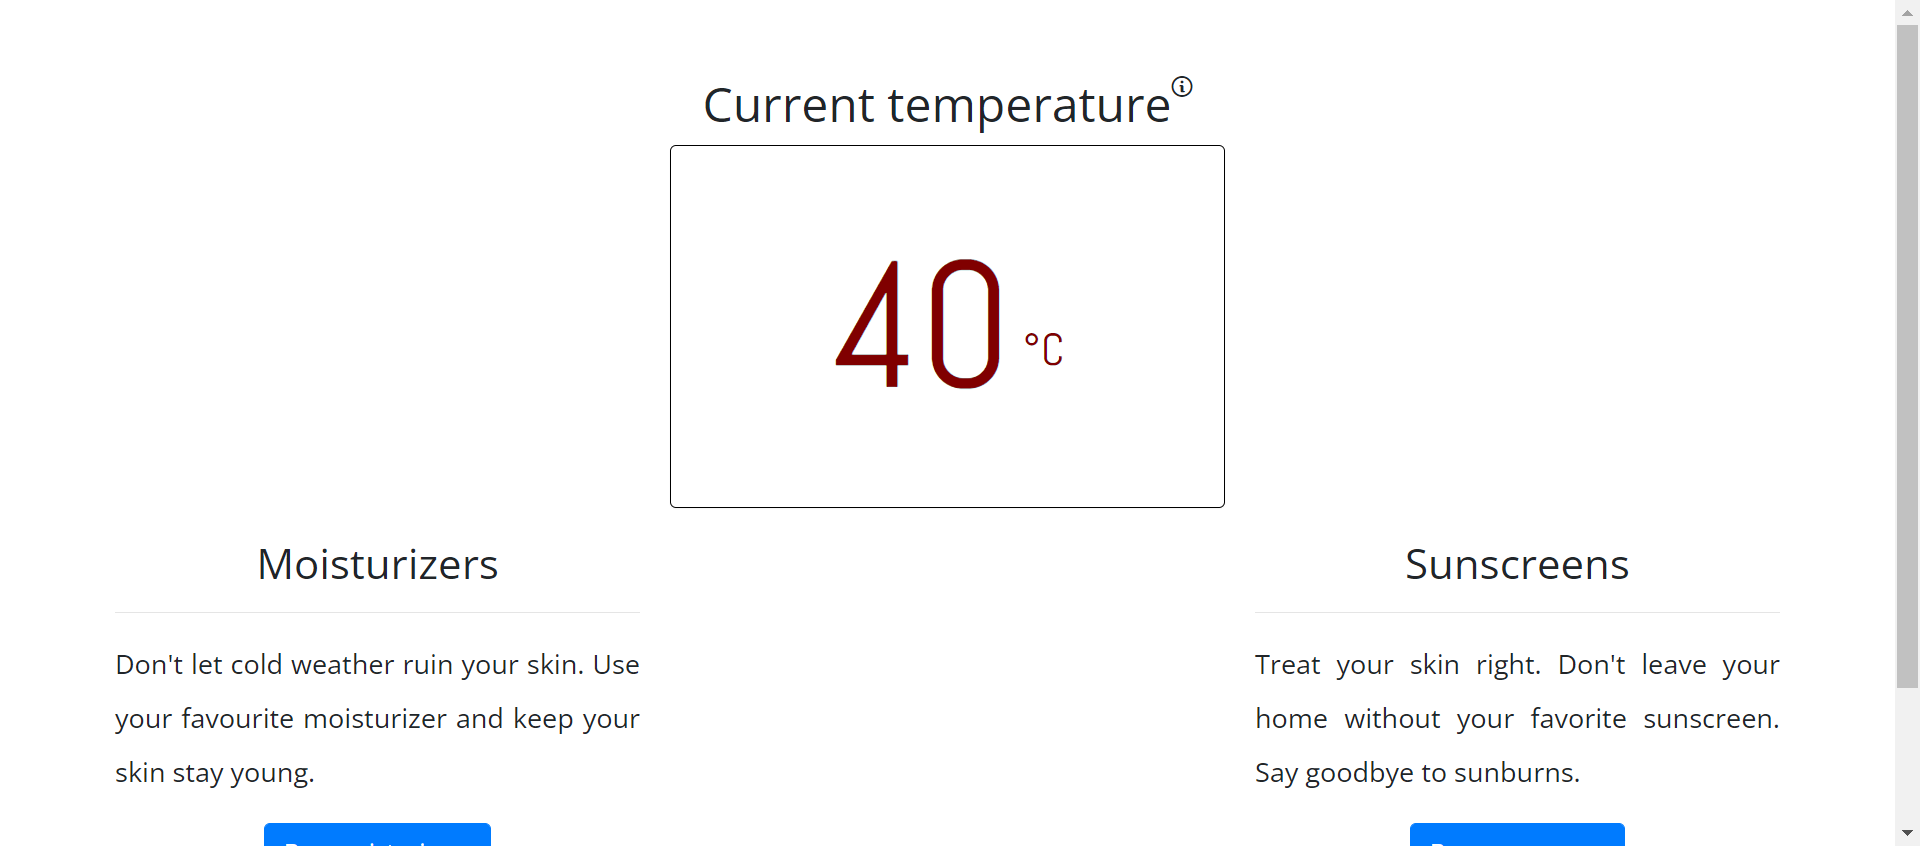 Current temperature
40 °C
Moisturizers
Sunscreens
Don't let cold weather ruin your skin. Use
your favourite moisturizer and keep your
skin stay young.
Treat your skin right. Don't leave your
home without your favorite sunscreen.
Say goodbye to sunburns.